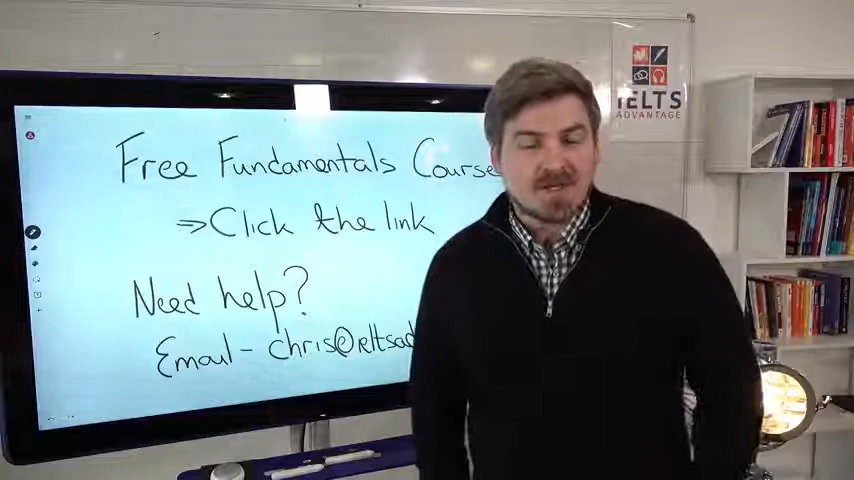 Free Fundamentals Course
⇒ Click the link
Need help?
Email - chris@ieltsad
IELTS
ADVANTAGE